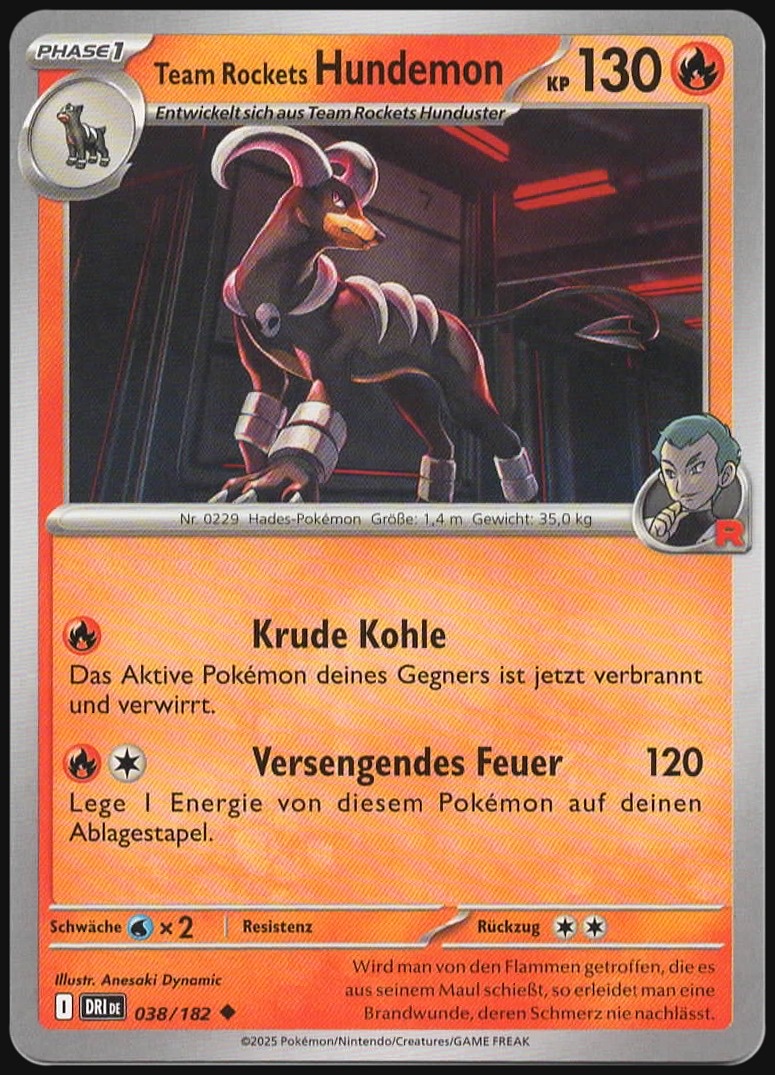 PHASE 1
Team Rockets Hundemon KP 130
Entwickelt sich aus Team Rockets Hunduster
R
Nr. 0229 Hades-Pokémon Größe: 1,4 m Gewicht: 35,0 kg
Krude Kohle
Das Aktive Pokémon deines Gegners ist jetzt verbrannt
und verwirrt.
Versengendes Feuer 120
Lege 1 Energie von diesem Pokémon auf deinen
Ablagestapel.
Schwäche × 2 Resistenz Rückzug
Illustr. Anesaki Dynamic
I DRI DE 038/182
Wird man von den Flammen getroffen, die es
aus seinem Maul schießt, so erleidet man eine
Brandwunde, deren Schmerz nie nachlässt.
©2025 Pokémon/Nintendo/Creatures/GAME FREAK